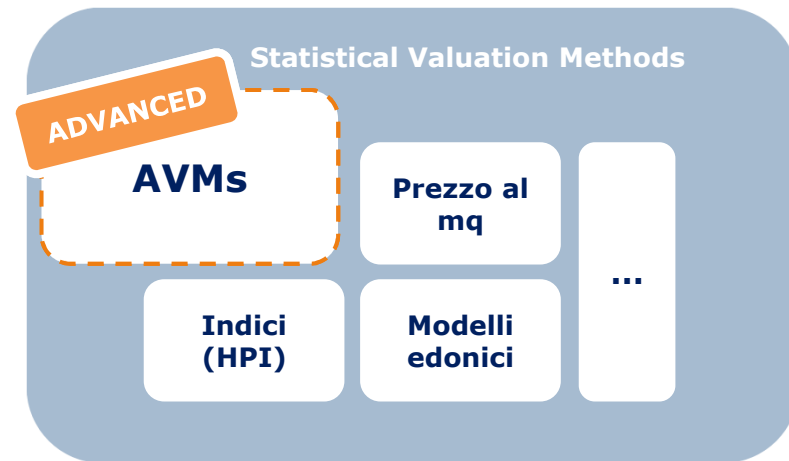 Statistical Valuation Methods
ADVANCED
AVMs
Prezzo al
mq
...
Indici
(HPI)
Modelli
edonici